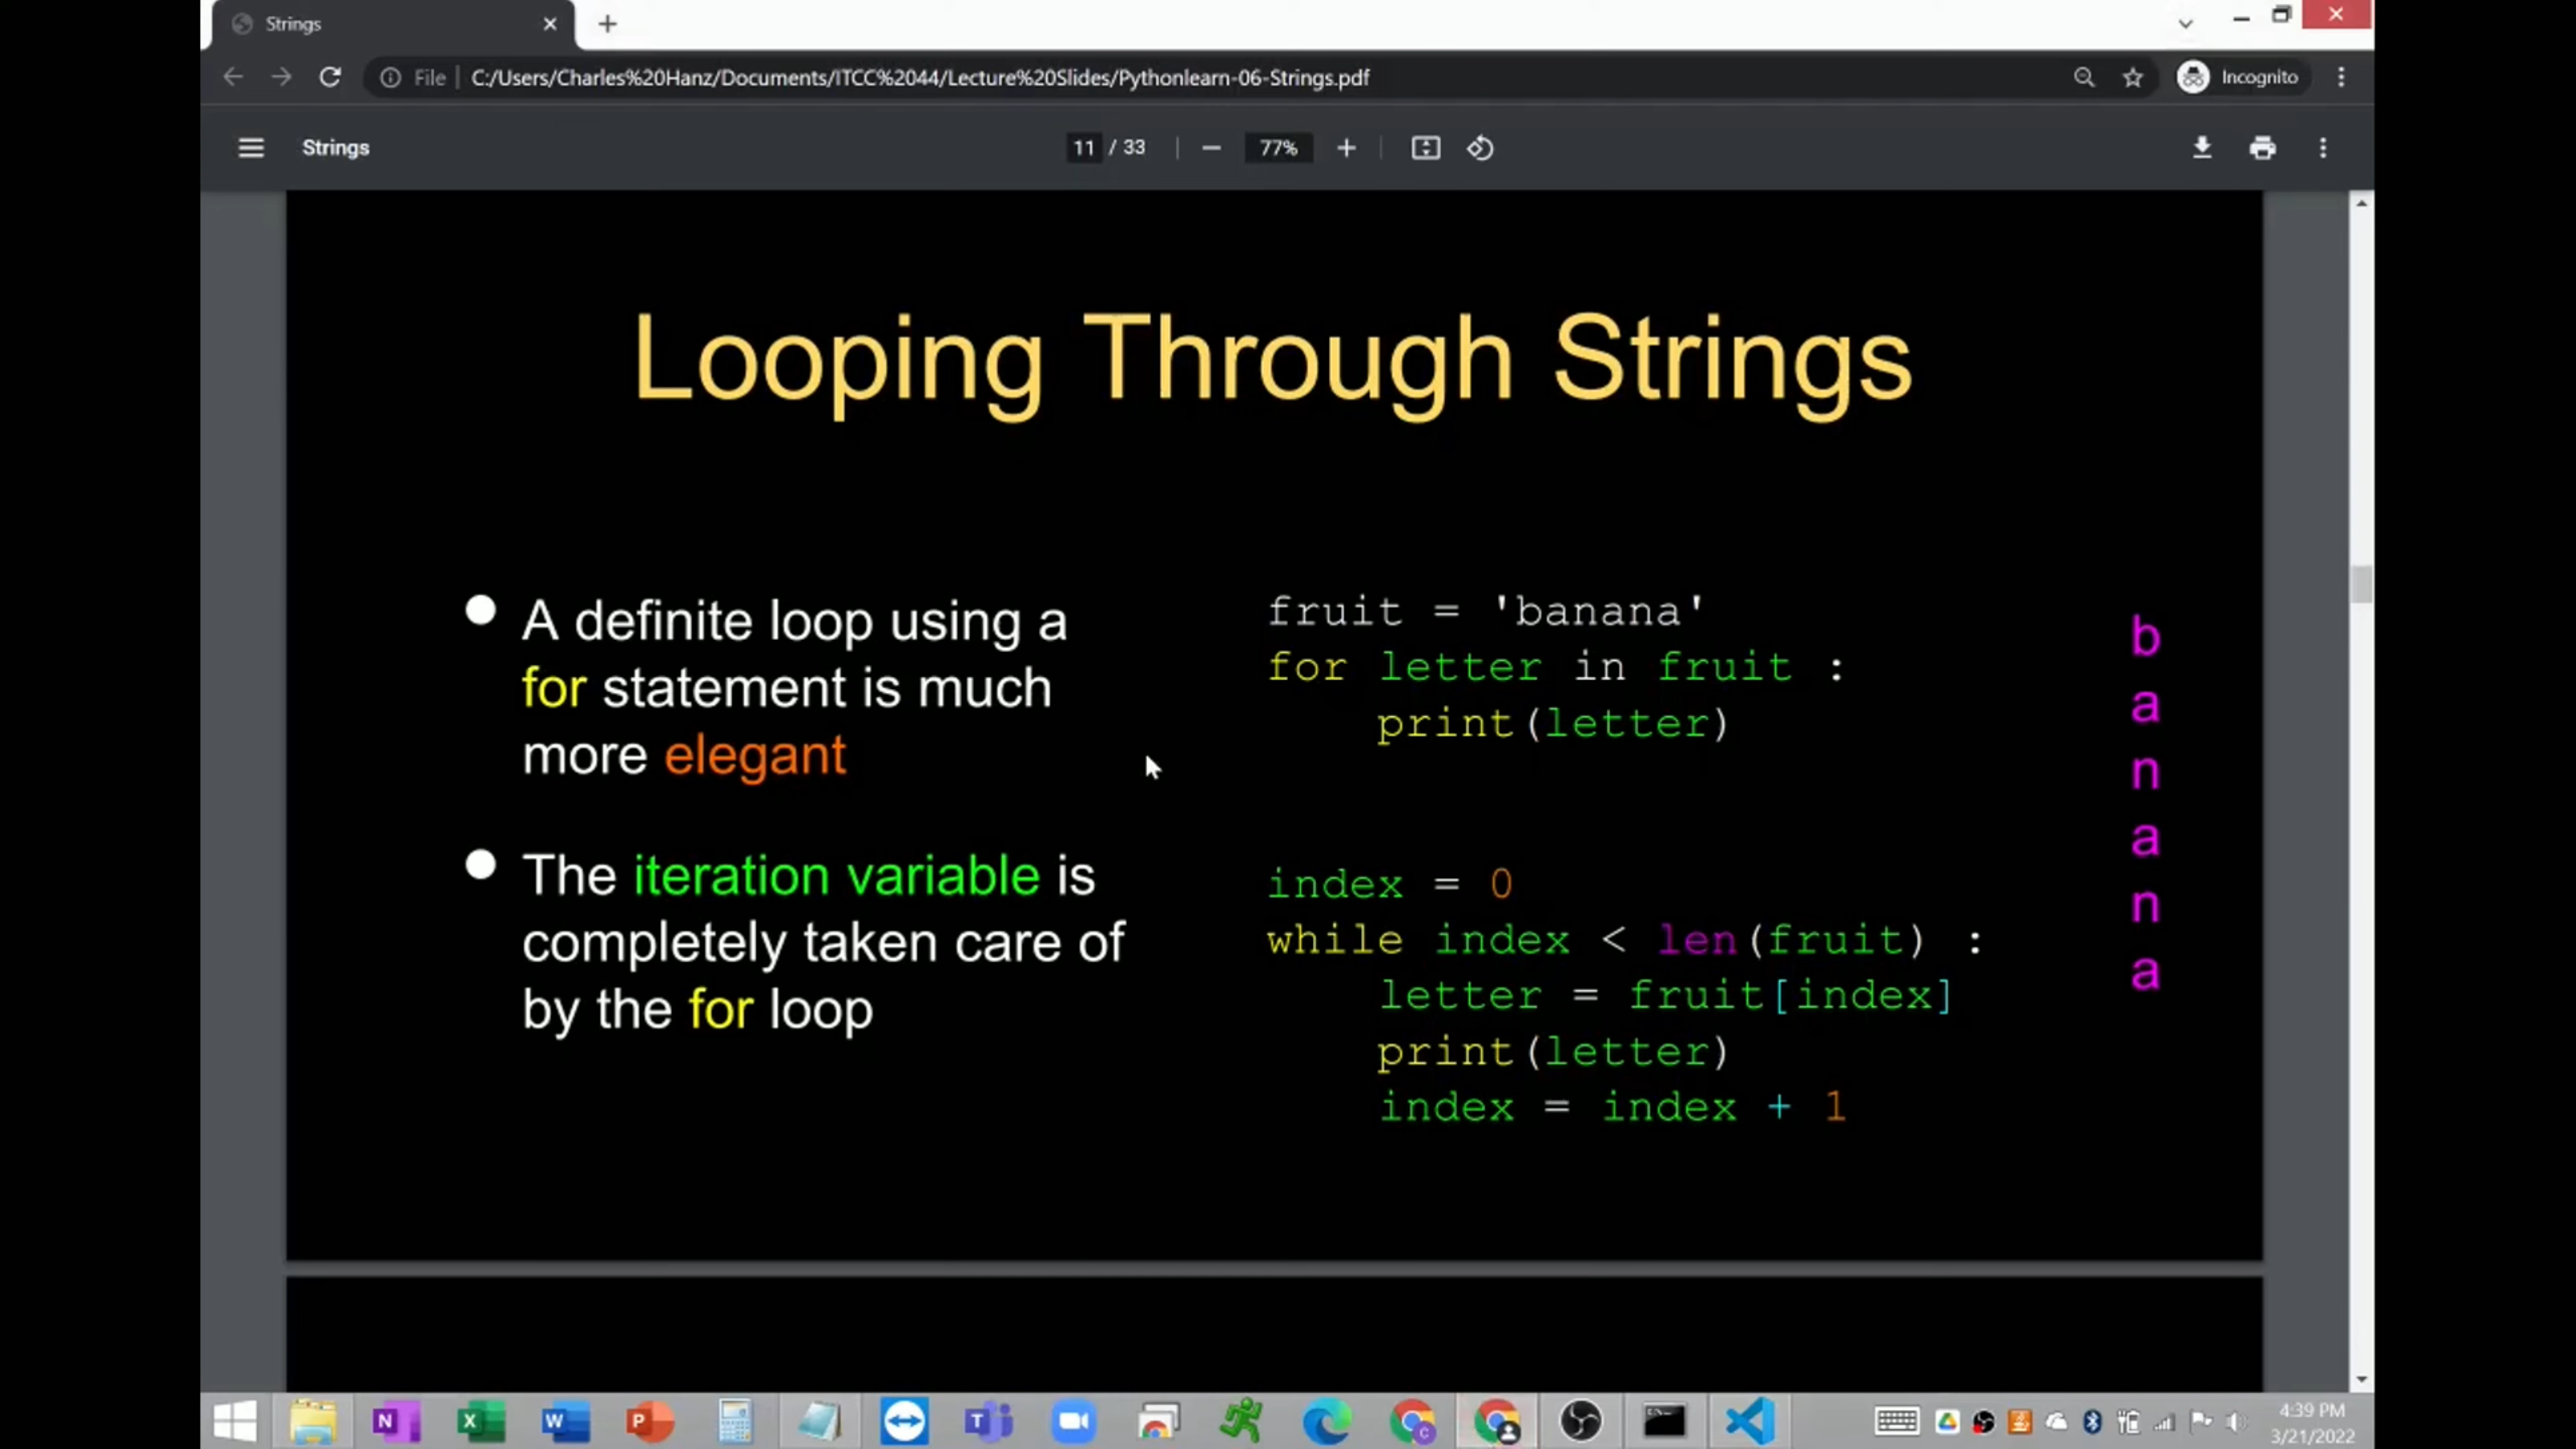 Strings
File
C:/Users/Charles%20Hanz/Documents/ITCC%2044/Lecture%20Slides/Pythonlearn-06-Strings.pdf
Incognito
Strings
11 / 33
77%
Looping Through Strings
A definite loop using a
for statement is much
more elegant
The iteration variable is
completely taken care of
by the for loop
fruit = 'banana'
for letter in fruit :
print(letter)
index = 0
while index < len(fruit) :
letter = fruit[index]
print(letter)
index = index + 1
b
a
n
a
n
a
4:39 PM
3/21/2022